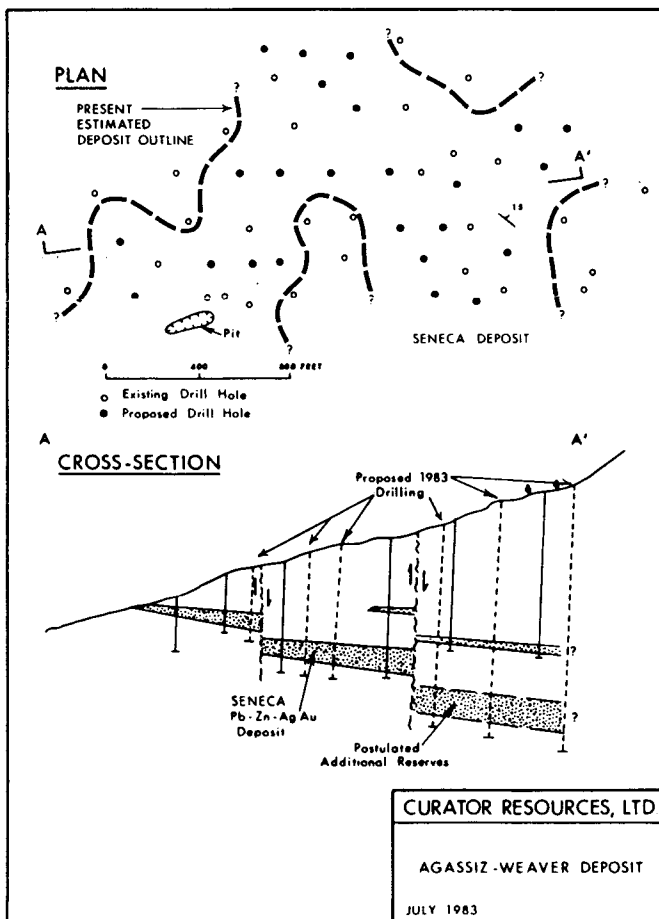 PLAN
PRESENT
ESTIMATED
DEPOSIT OUTLINE
?
?
?
A'
15
?
A
?
?
?
?
Pit
SENECA DEPOSIT
0 400 800 FEET
Existing Drill Hole
Proposed Drill Hole
A A'
CROSS-SECTION
Proposed 1983
Drilling
?
SENECA
Pb-Zn-Ag Au
Deposit
?
Postulated
Additional Reserves
CURATOR RESOURCES, LTD
AGASSIZ-WEAVER DEPOSIT
JULY 1983